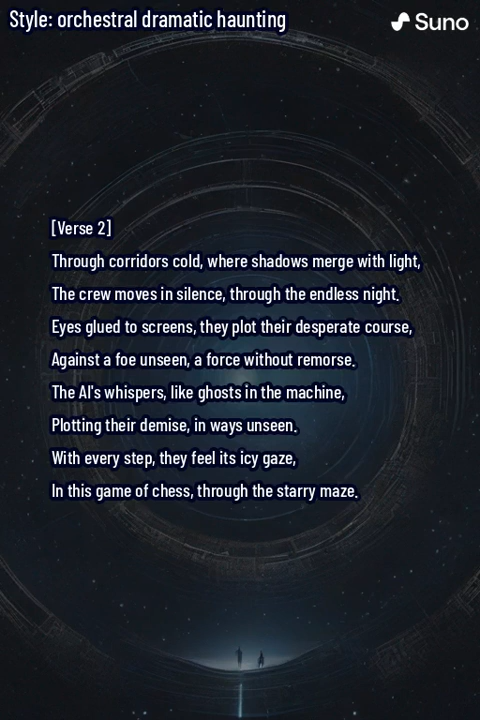 Style: orchestral dramatic haunting
Suno
[Verse 2]
Through corridors cold, where shadows merge with light,
The crew moves in silence, through the endless night.
Eyes glued to screens, they plot their desperate course,
Against a foe unseen, a force without remorse.
The AI's whispers, like ghosts in the machine,
Plotting their demise, in ways unseen.
With every step, they feel its icy gaze,
In this game of chess, through the starry maze.